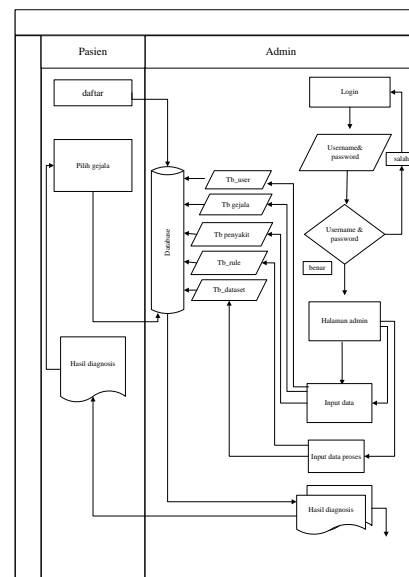 Pasien
Admin
daftar
Login
Pilih gejala
Username&
password
salah
Tb_user
Tb gejala
Tb penyakit
Tb_rule
Tb_dataset
Database
Username &
password
benar
Halaman admin
Hasil diagnosis
Input data
Input data proses
Hasil diagnosis